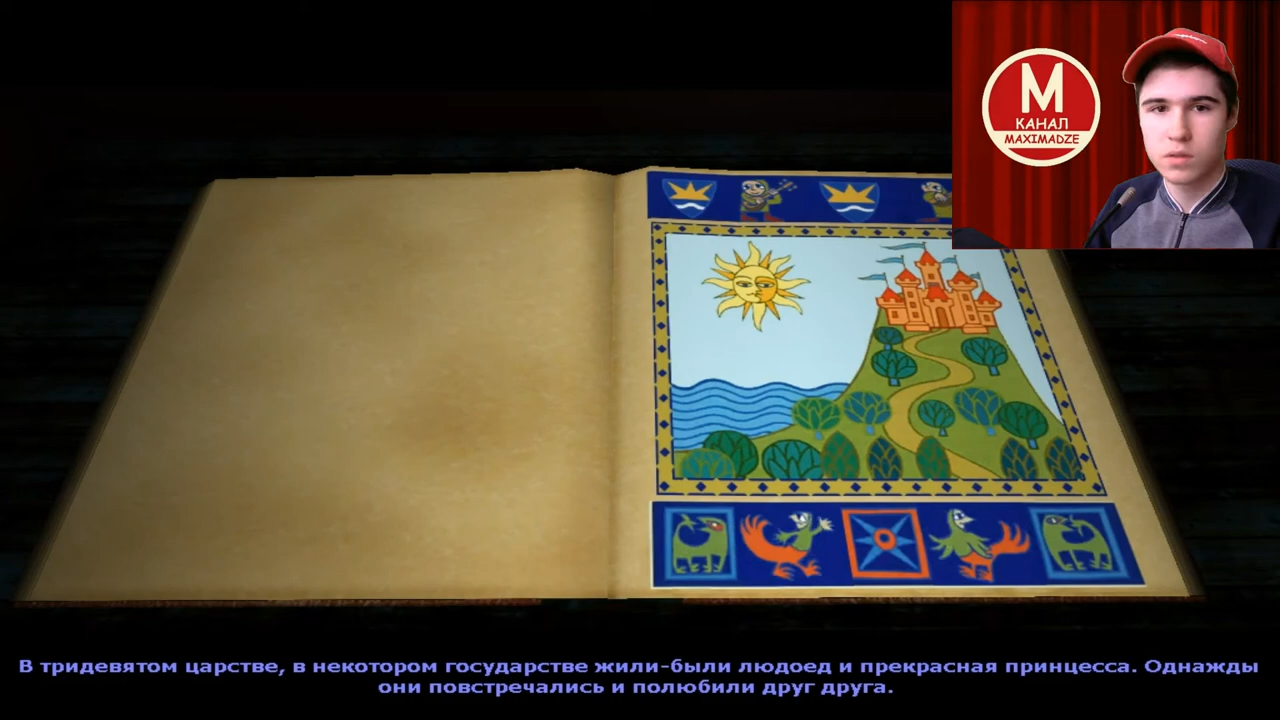 М
КАНАЛ
MAXIMADZE
В тридевятом царстве, в некотором государстве жили-были людоед и прекрасная принцесса. Однажды
они повстречались и полюбили друг друга.